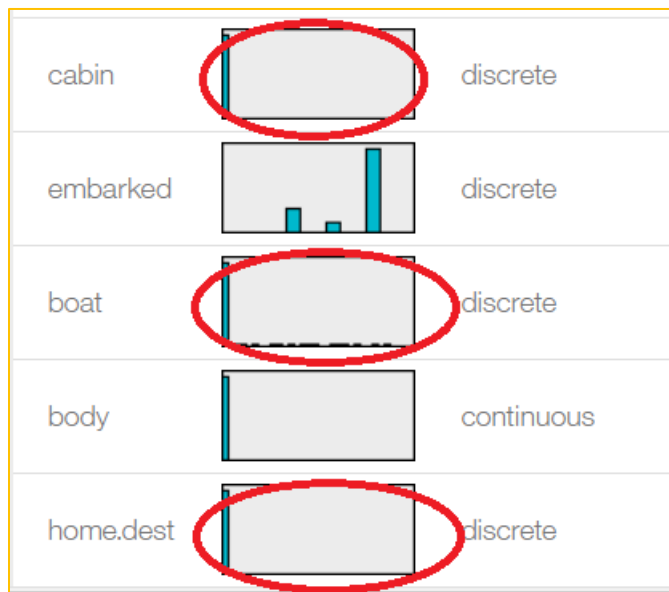 cabin discrete
embarked discrete
boat discrete
body continuous
home.dest discrete